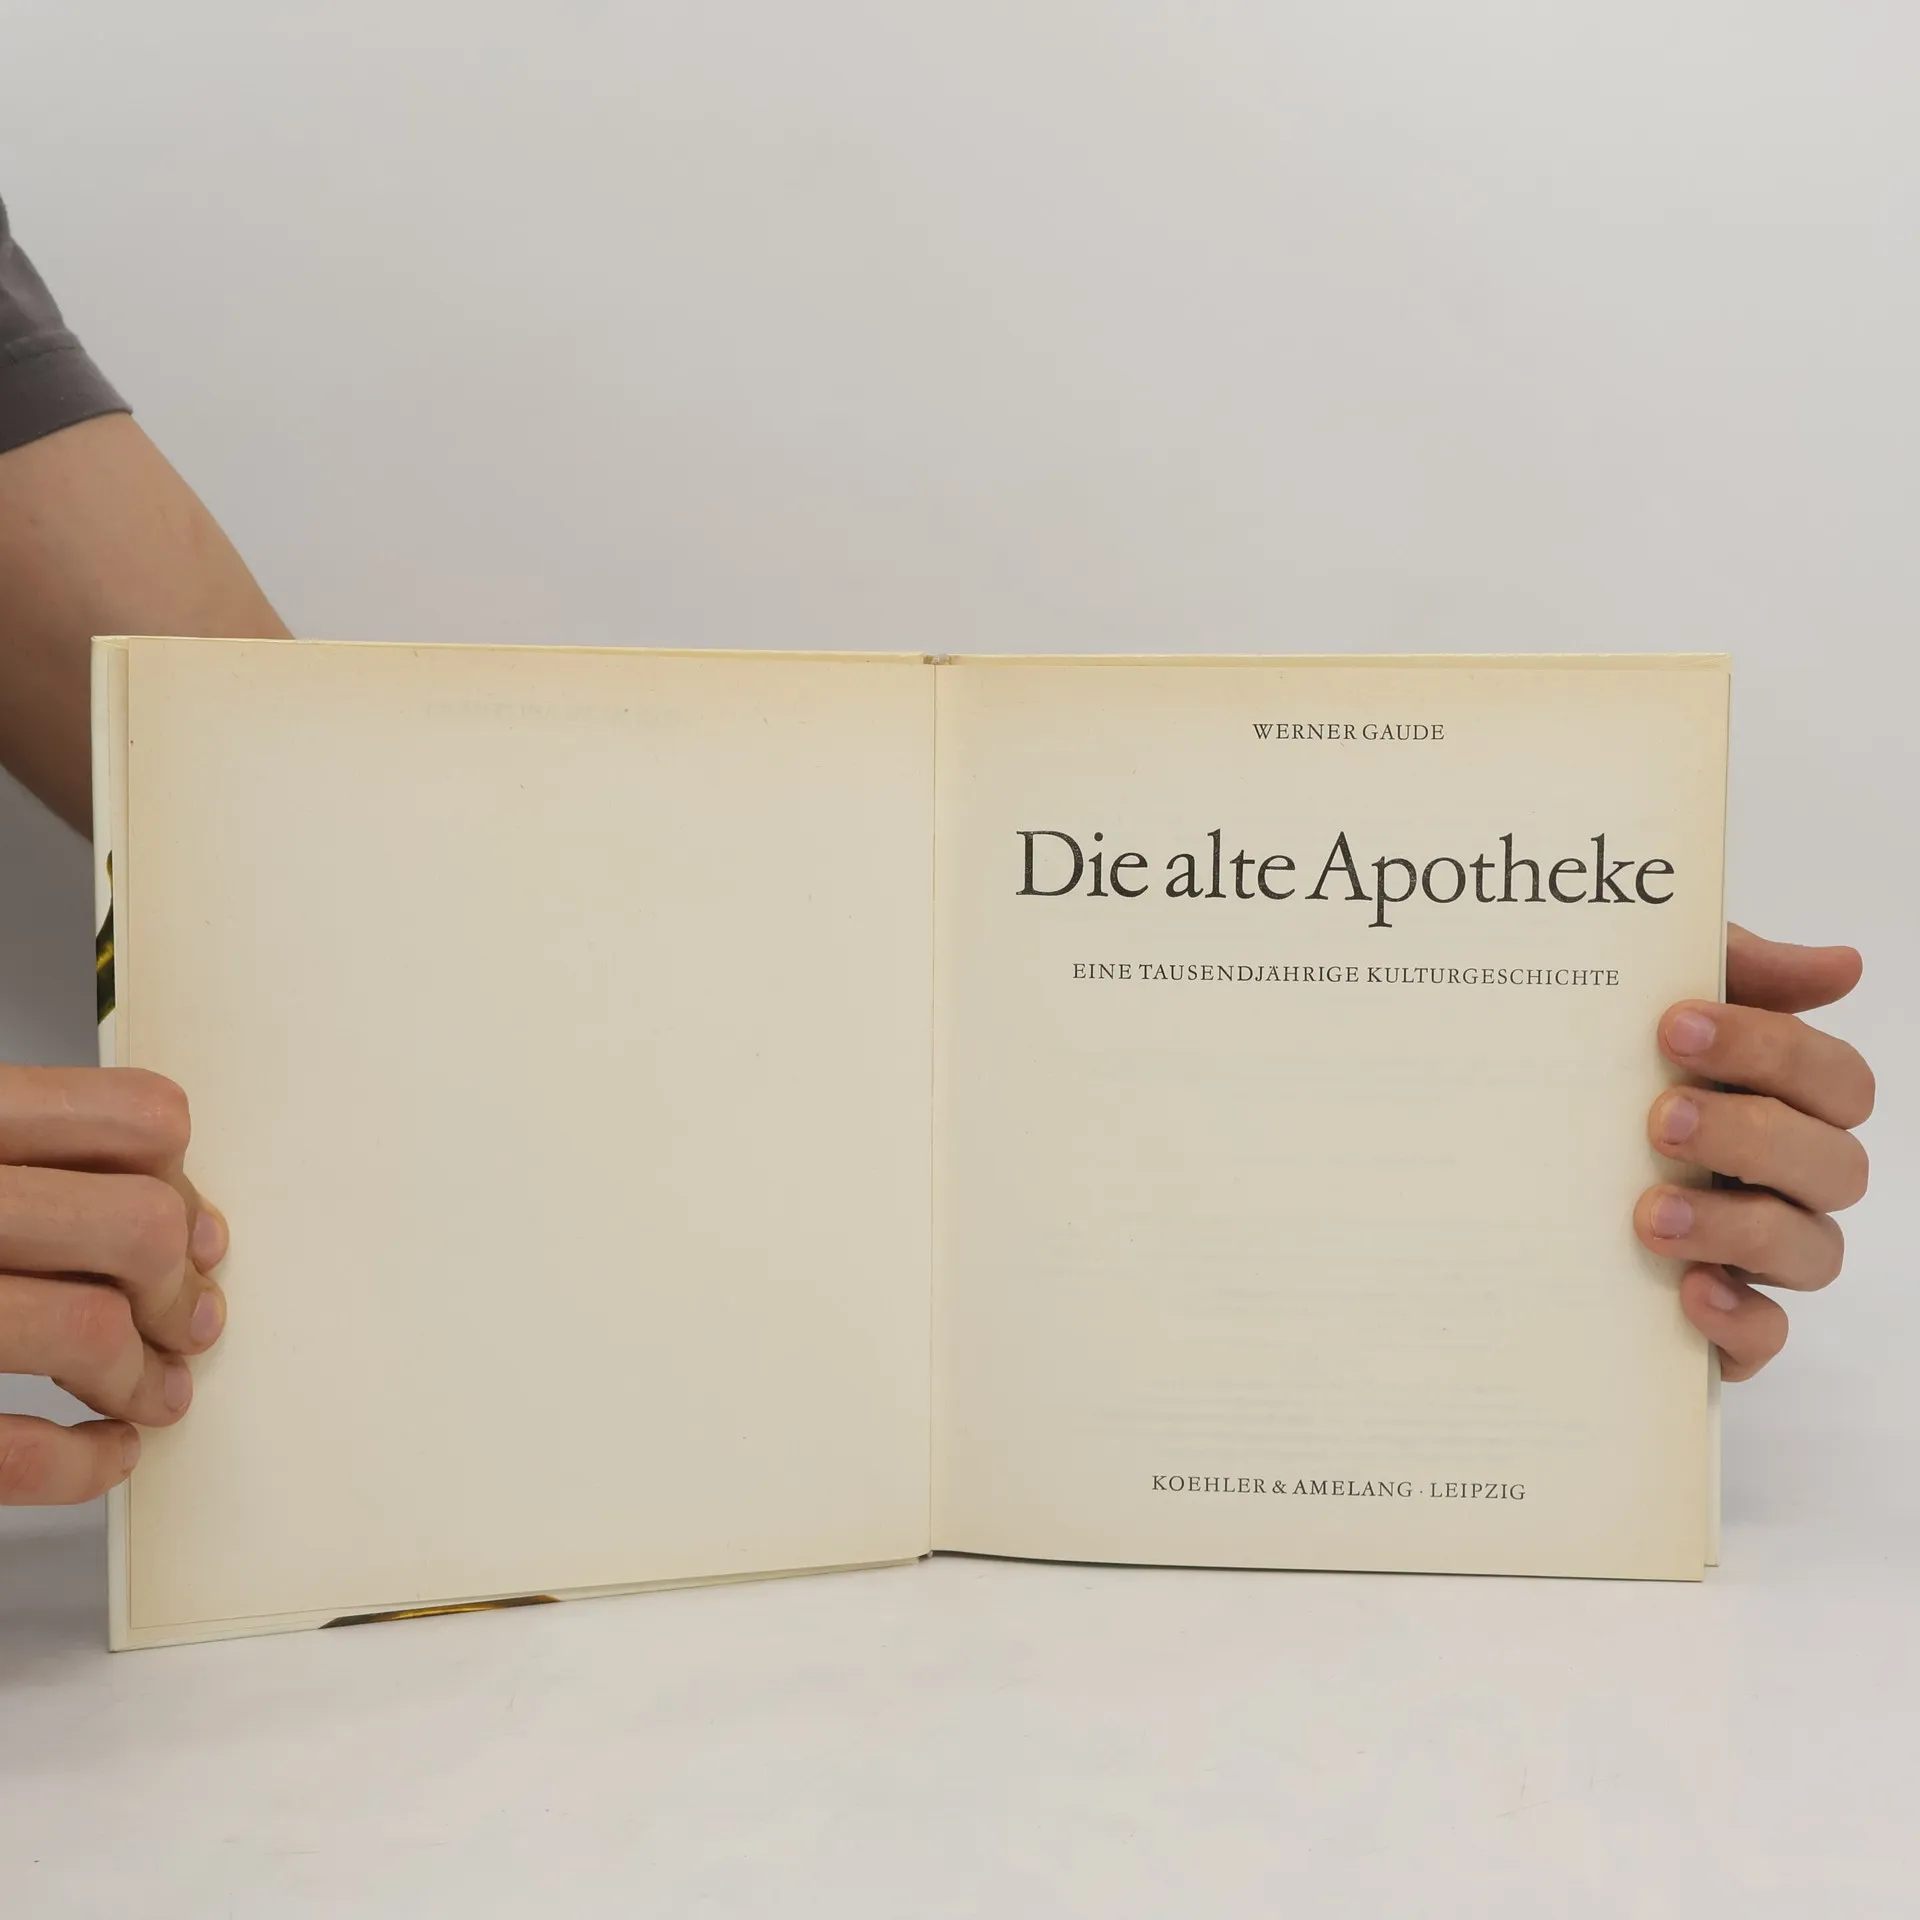 WERNER GAUDE
Die alte Apotheke
EINE TAUSENDJÄHRIGE KULTURGESCHICHTE
KOEHLER & AMELANG · LEIPZIG